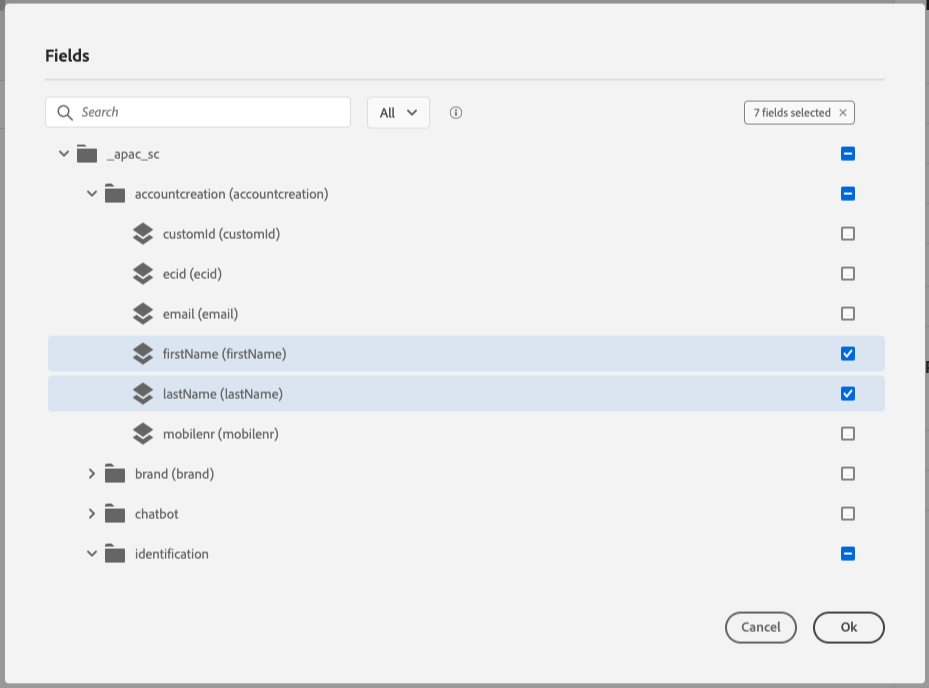 Fields
Search
All
7 fields selected
_apac_sc
accountcreation (accountcreation)
customId (customId)
ecid (ecid)
email (email)
firstName (firstName)
lastName (lastName)
mobilenr (mobilenr)
brand (brand)
chatbot
identification
Cancel
Ok